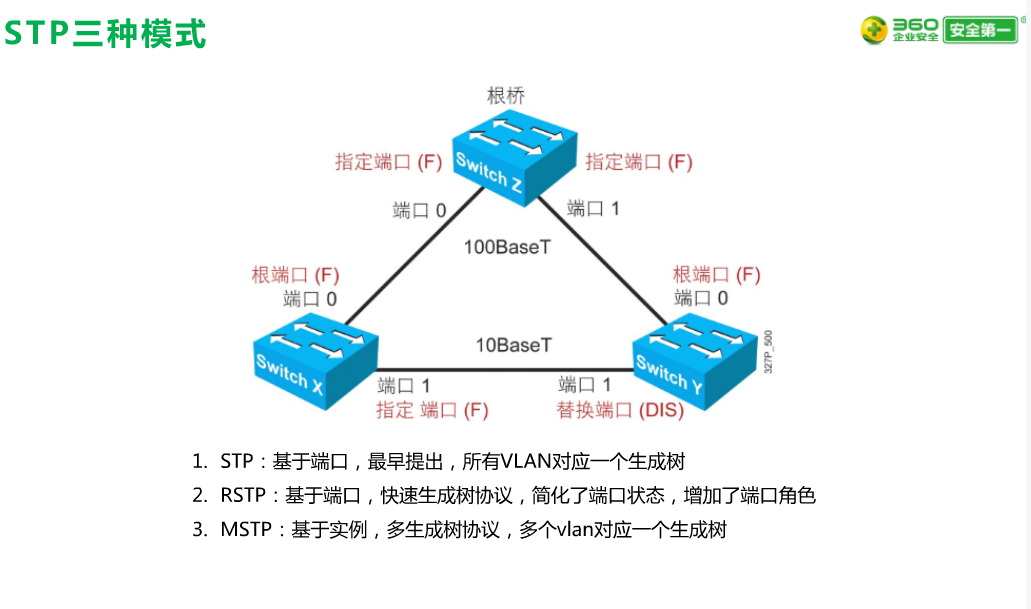 STP三种模式
360
企业安全
安全第一
根桥
指定端口 (F)
Switch Z
指定端口 (F)
端口 0
端口 1
100BaseT
根端口 (F)
端口 0
根端口 (F)
端口 0
Switch X
10BaseT
Switch Y
327P_500
端口 1
指定 端口 (F)
端口 1
替换端口 (DIS)
1. STP：基于端口，最早提出，所有VLAN对应一个生成树
2. RSTP：基于端口，快速生成树协议，简化了端口状态，增加了端口角色
3. MSTP：基于实例，多生成树协议，多个vlan对应一个生成树